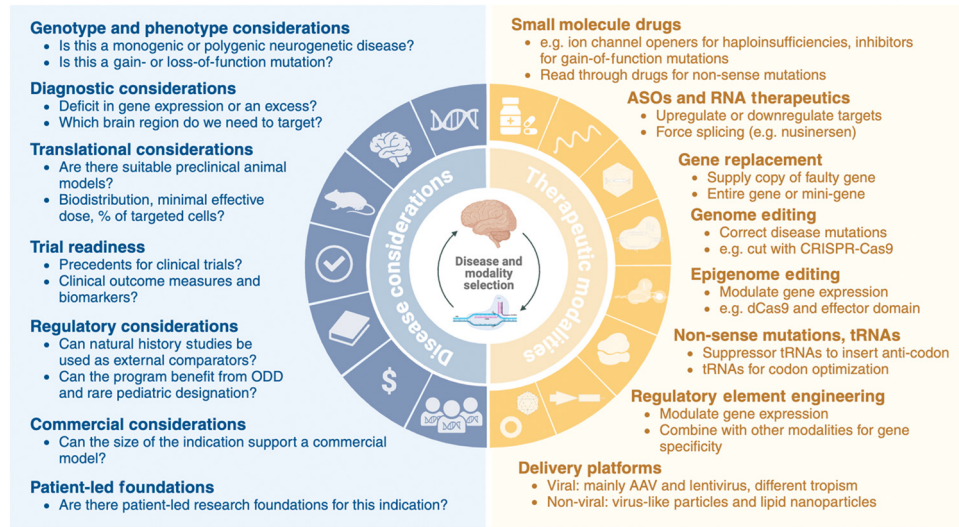 Genotype and phenotype considerations
• Is this a monogenic or polygenic neurogenetic disease?
• Is this a gain- or loss-of-function mutation?
Diagnostic considerations
• Deficit in gene expression or an excess?
• Which brain region do we need to target?
Translational considerations
• Are there suitable preclinical animal
models?
• Biodistribution, minimal effective
dose, % of targeted cells?
Trial readiness
• Precedents for clinical trials?
• Clinical outcome measures and
biomarkers?
Regulatory considerations
• Can natural history studies be
used as external comparators?
• Can the program benefit from ODD
and rare pediatric designation?
Commercial considerations
• Can the size of the indication support a commercial
model?
Patient-led foundations
• Are there patient-led research foundations for this indication?
Disease considerations
$
Disease and
modality
selection
Therapeutic modalities
Small molecule drugs
• e.g. ion channel openers for haploinsufficiencies, inhibitors
for gain-of-function mutations
• Read through drugs for non-sense mutations
ASOs and RNA therapeutics
• Upregulate or downregulate targets
• Force splicing (e.g. nusinersen)
Gene replacement
• Supply copy of faulty gene
• Entire gene or mini-gene
Genome editing
• Correct disease mutations
• e.g. cut with CRISPR-Cas9
Epigenome editing
• Modulate gene expression
• e.g. dCas9 and effector domain
Non-sense mutations, tRNAs
• Suppressor tRNAs to insert anti-codon
• tRNAs for codon optimization
Regulatory element engineering
• Modulate gene expression
• Combine with other modalities for gene
specificity
Delivery platforms
• Viral: mainly AAV and lentivirus, different tropism
• Non-viral: virus-like particles and lipid nanoparticles